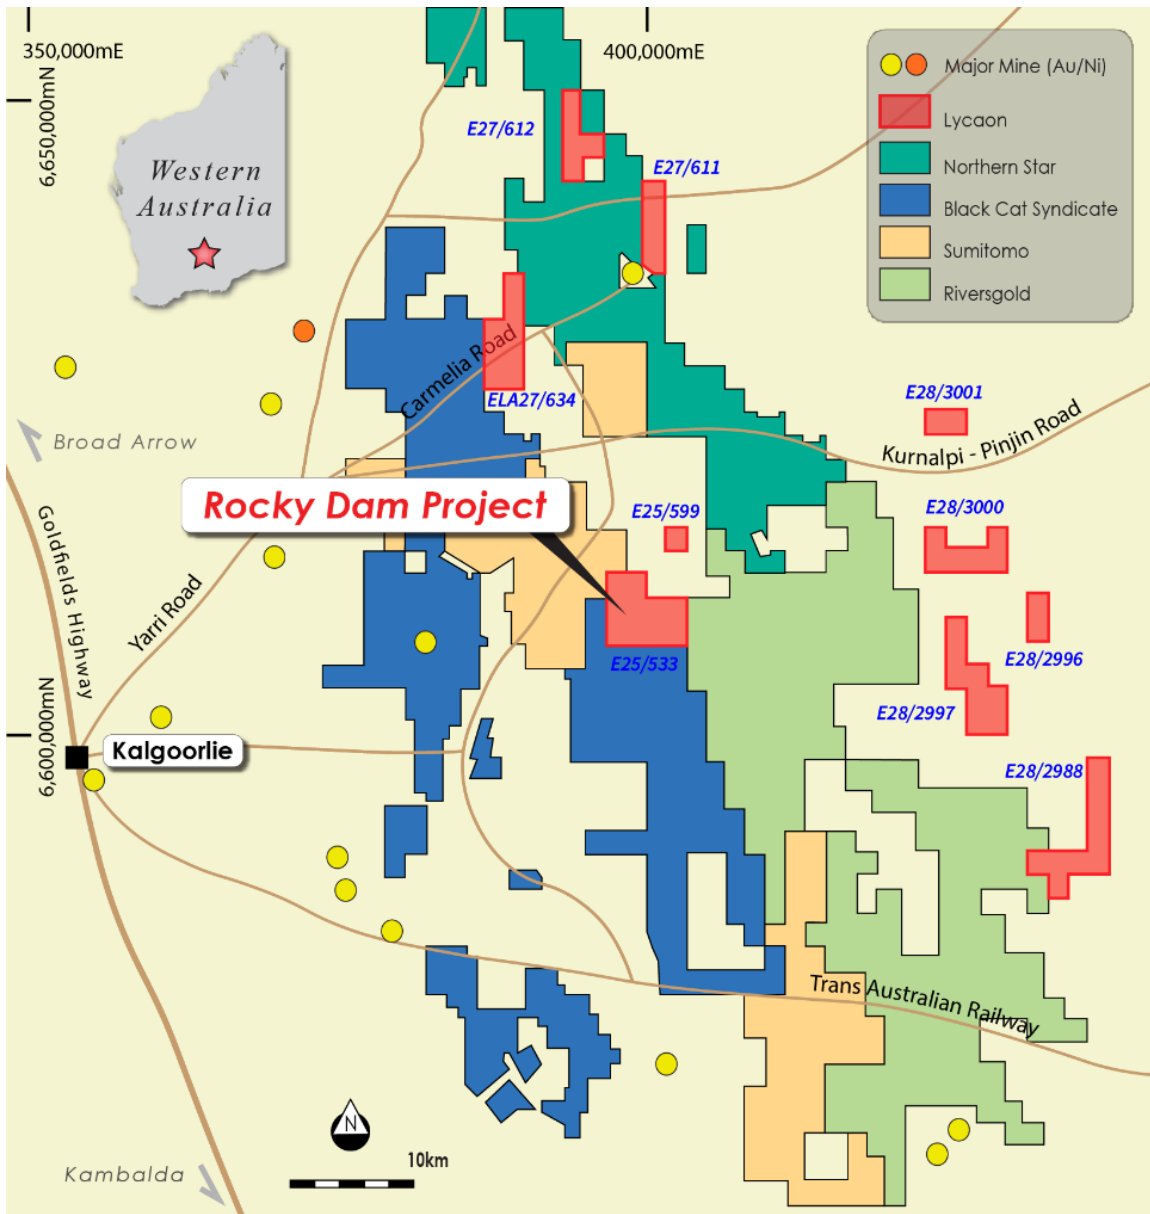 350,000mE
400,000mE
6,650,000mN
6,600,000mN
Western
Australia
Major Mine (Au/Ni)
Lycaon
Northern Star
Black Cat Syndicate
Sumitomo
Riversgold
E27/612
E27/611
Carmelia Road
ELA27/634
E28/3001
Kurnalpi - Pinjin Road
Broad Arrow
Rocky Dam Project
E25/599
E28/3000
Goldfields Highway
Yarri Road
E25/533
E28/2996
E28/2997
Kalgoorlie
E28/2988
Trans Australian Railway
N
10km
Kambalda